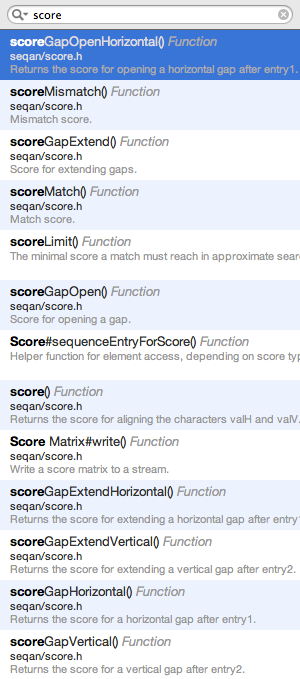 score
scoreGapOpenHorizontal() Function
seqan/score.h
Returns the score for opening a horizontal gap after entry1.
scoreMismatch() Function
seqan/score.h
Mismatch score.
scoreGapExtend() Function
seqan/score.h
Score for extending gaps.
scoreMatch() Function
seqan/score.h
Match score.
scoreLimit() Function
The minimal score a match must reach in approximate sear
scoreGapOpen() Function
seqan/score.h
Score for opening a gap.
Score#sequenceEntryForScore() Function
Helper function for element access, depending on score typ
score() Function
seqan/score.h
Returns the score for aligning the characters valH and valV.
Score Matrix#write() Function
seqan/score.h
Write a score matrix to a stream.
scoreGapExtendHorizontal() Function
seqan/score.h
Returns the score for extending a horizontal gap after entry1
scoreGapExtendVertical() Function
seqan/score.h
Returns the score for extending a vertical gap after entry2.
scoreGapHorizontal() Function
seqan/score.h
Returns the score for a horizontal gap after entry1.
scoreGapVertical() Function
seqan/score.h
Returns the score for a vertical gap after entry2.